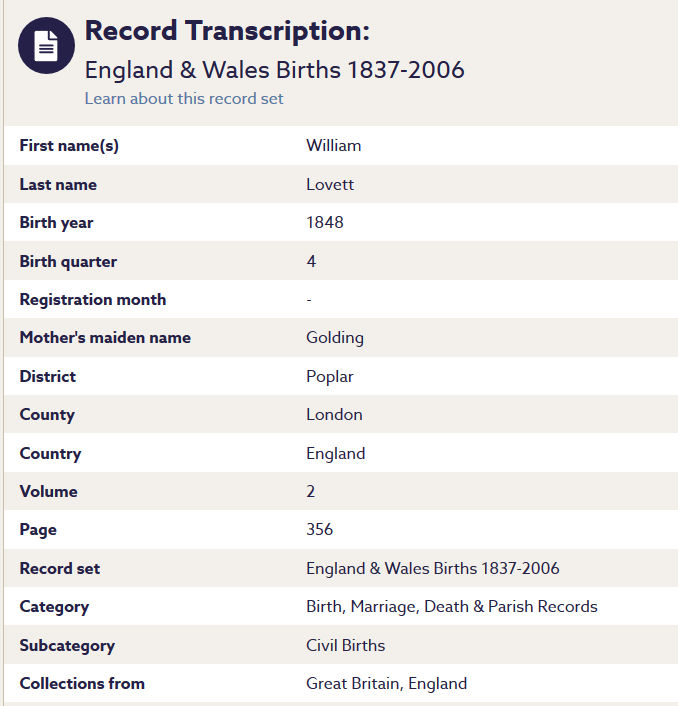 Record Transcription:
England & Wales Births 1837-2006
Learn about this record set
First name(s) William
Last name Lovett
Birth year 1848
Birth quarter 4
Registration month -
Mother's maiden name Golding
District Poplar
County London
Country England
Volume 2
Page 356
Record set England & Wales Births 1837-2006
Category Birth, Marriage, Death & Parish Records
Subcategory Civil Births
Collections from Great Britain, England